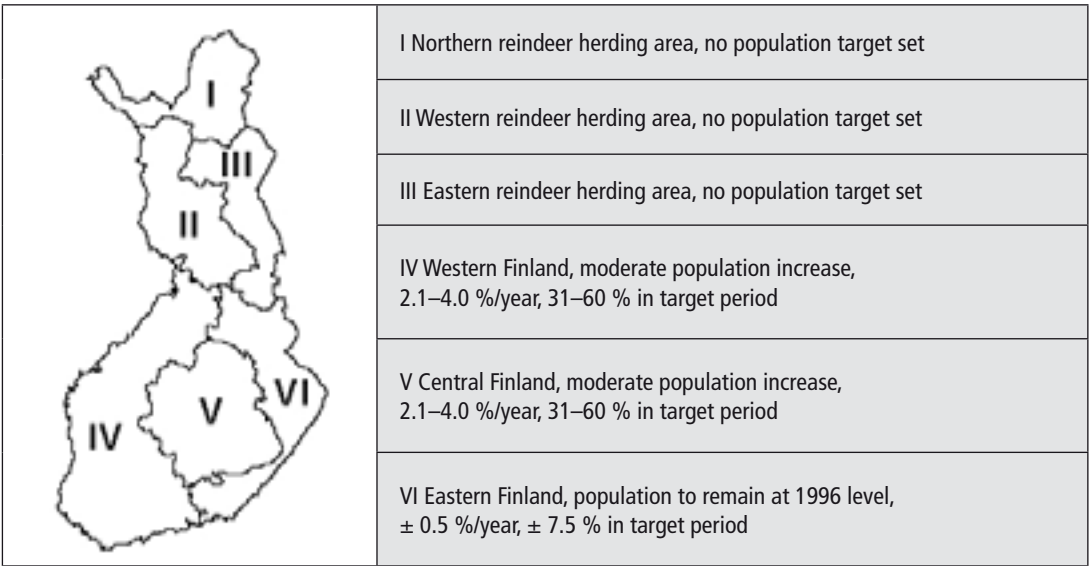 I
II
III
IV
V
VI
I Northern reindeer herding area, no population target set
II Western reindeer herding area, no population target set
III Eastern reindeer herding area, no population target set
IV Western Finland, moderate population increase,
2.1–4.0 %/year, 31–60 % in target period
V Central Finland, moderate population increase,
2.1–4.0 %/year, 31–60 % in target period
VI Eastern Finland, population to remain at 1996 level,
± 0.5 %/year, ± 7.5 % in target period